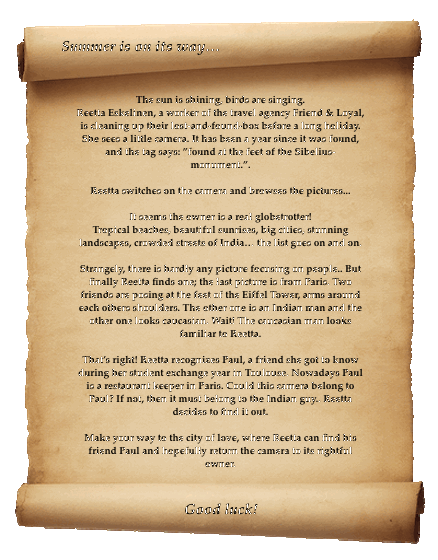 Summer is on its way....
The sun is shining, birds are singing.
Reetta Eskelinen, a worker of the travel agency Friend & Loyal,
is cleaning up their lost-and-found-box before a long holiday.
She sees a little camera. It has been a year since it was found,
and the tag says: "found at the feet of the Sibelius
monument.".
Reetta switches on the camera and browses the pictures...
It seems the owner is a real globetrotter!
Tropical beaches, beautiful sunrises, big cities, stunning
landscapes, crowded streets of India... the list goes on and on
Strangely, there is hardly any picture focusing on people.. But
finally Reetta finds one; the last picture is from Paris. Two
friends are posing at the feet of the Eiffel Tower, arms around
each others shoulders. The other one is an Indian man and the
other one looks caucasian. Wait! The caucasian man looks
familiar to Reetta.
That's right! Reetta recognizes Paul, a friend she got to know
during her student exchange year in Toulouse. Nowadays Paul
is a restaurant keeper in Paris. Could this camera belong to
Paul? If not, then it must belong to the Indian guy. Reetta
decides to find it out.
Make your way to the city of love, where Reetta can find his
friend Paul and hopefully return the camera to its rightful
owner.
Good luck!